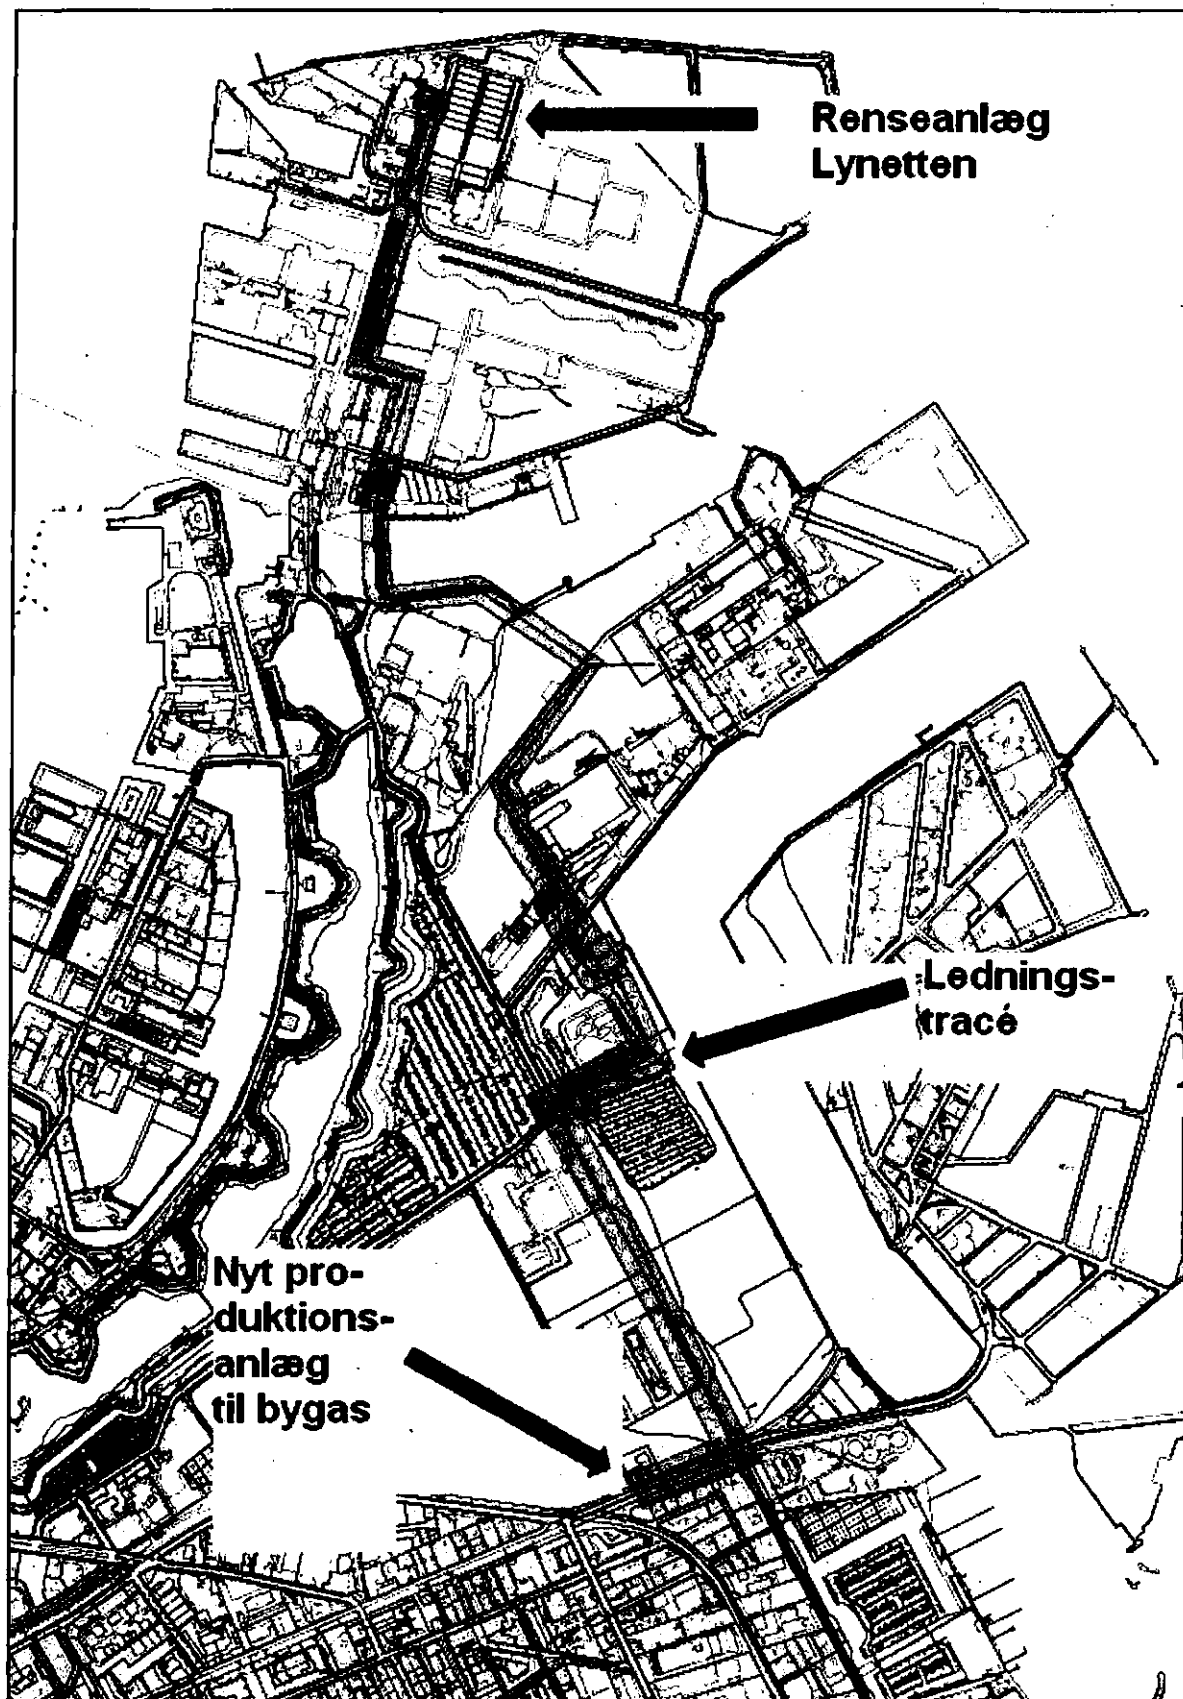 Renseanlæg
Lynetten
Lednings-
tracé
Nyt pro-
duktions-
anlæg
til bygas